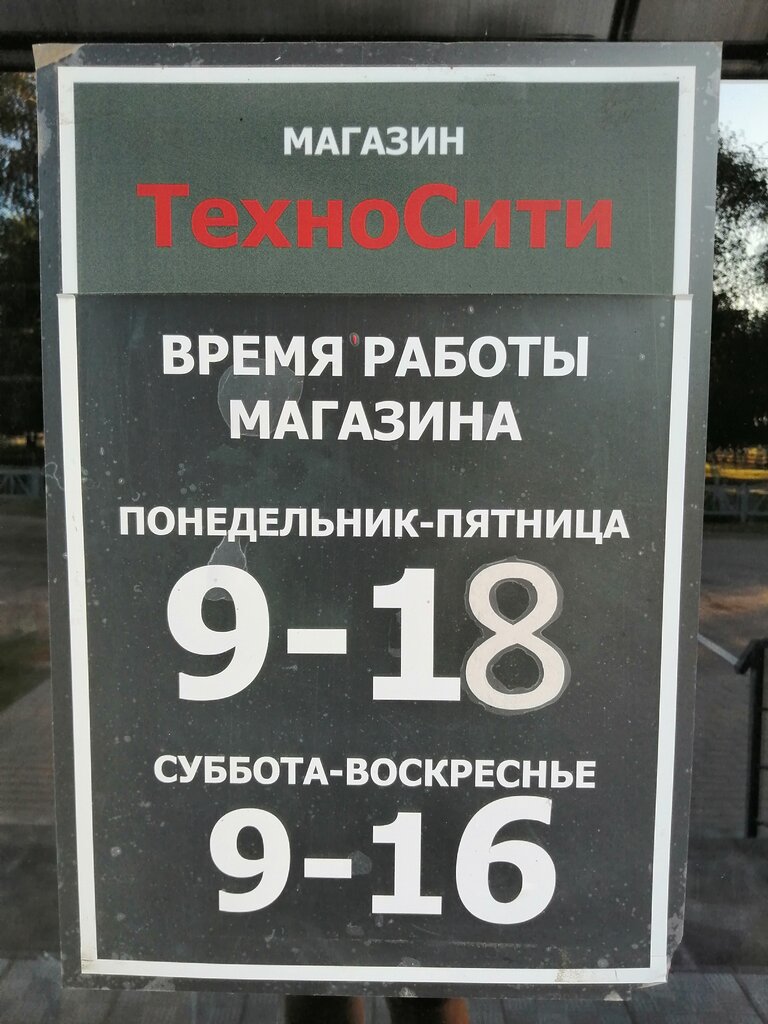 МАГАЗИН
ТехноСити
ВРЕМЯ РАБОТЫ
МАГАЗИНА
ПОНЕДЕЛЬНИК-ПЯТНИЦА
9-18
СУББОТА-ВОСКРЕСНЬЕ
9-16